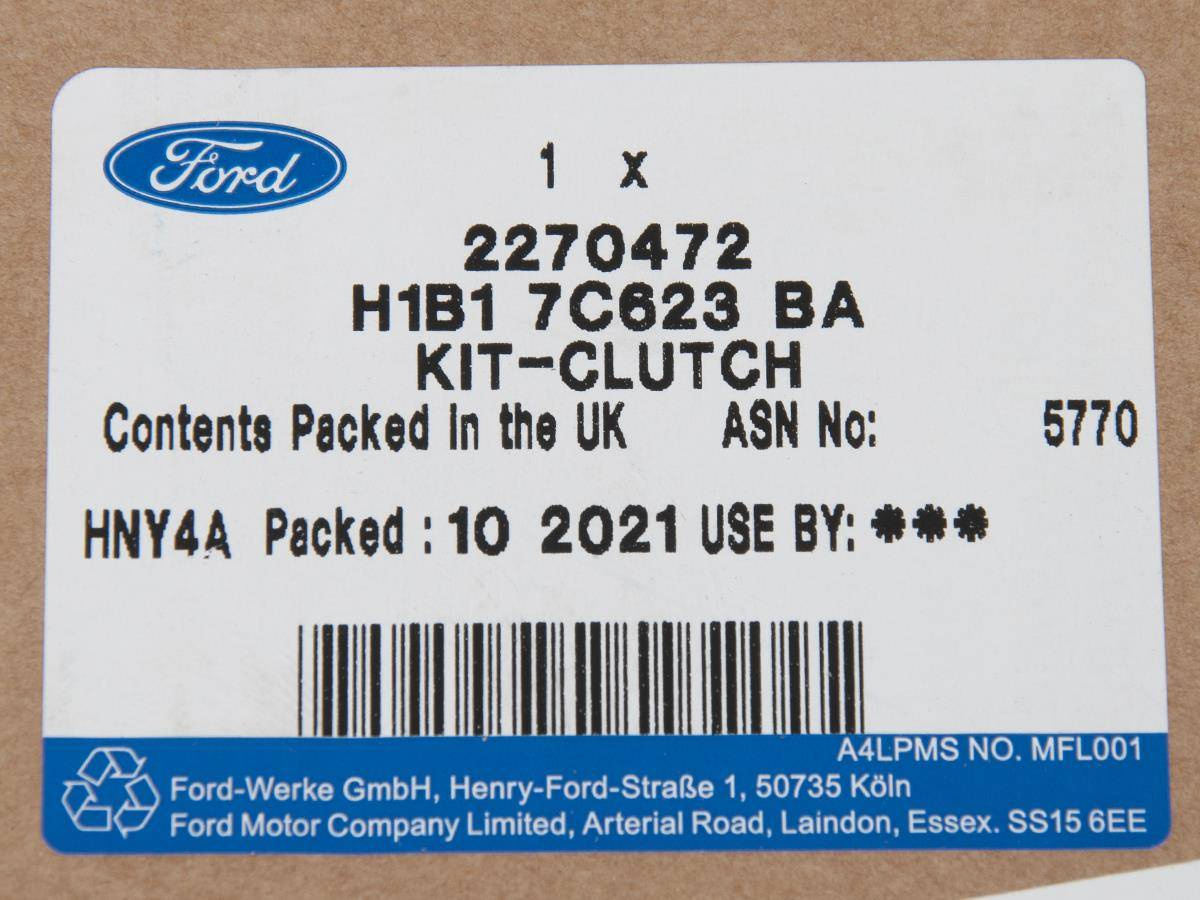 Ford
1 x
2270472
H1B1 7C623 BA
KIT-CLUTCH
Contents Packed in the UK ASN No: 5770
HNY4A Packed : 10 2021 USE BY: ***
A4LPMS NO. MFL001
Ford-Werke GmbH, Henry-Ford-Straße 1, 50735 Köln
Ford Motor Company Limited, Arterial Road, Laindon, Essex. SS15 6EE